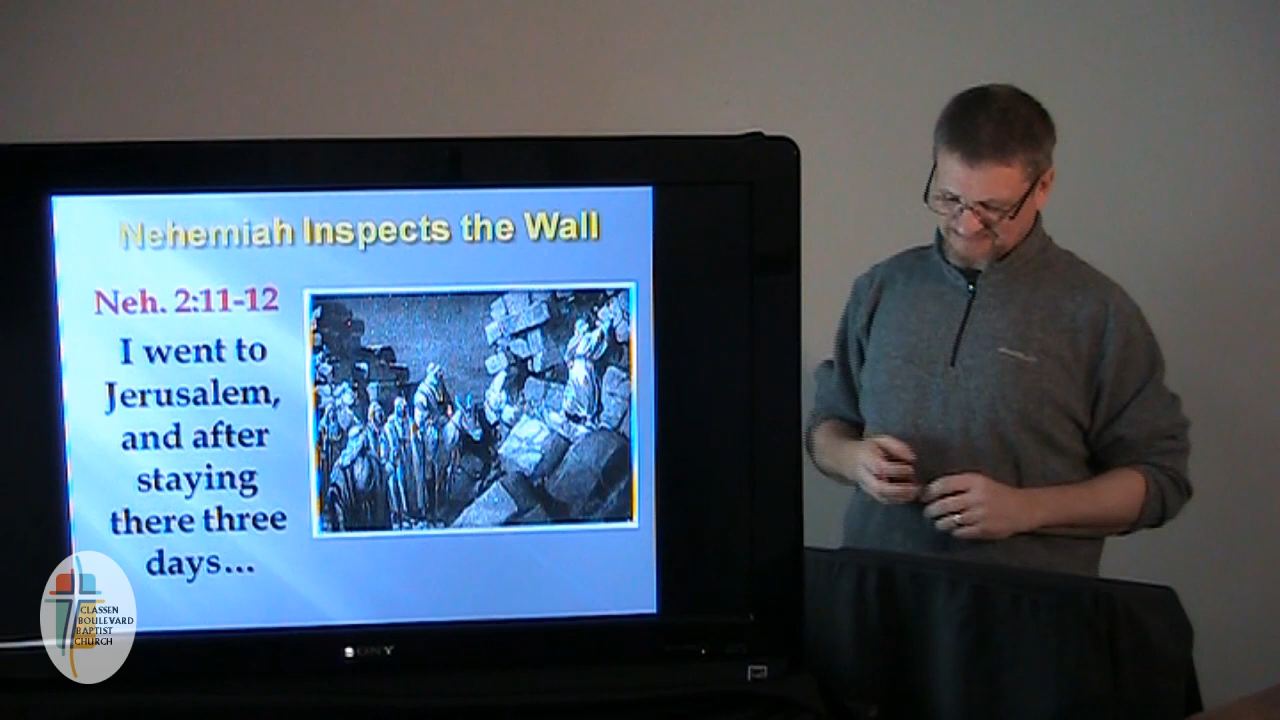 Nehemiah Inspects the Wall
Neh. 2:11-12
I went to
Jerusalem,
and after
staying
there three
days…
CLASSEN
BOULEVARD
BAPTIST
CHURCH
SONY